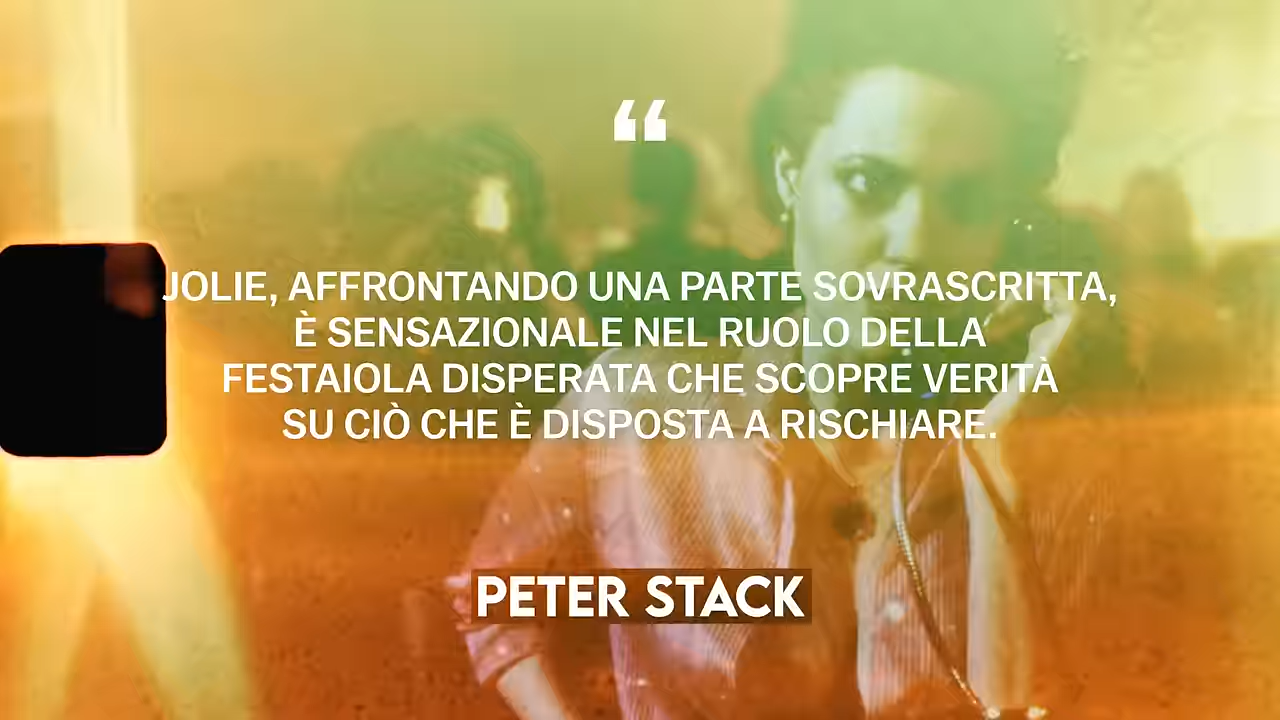 “
JOLIE, AFFRONTANDO UNA PARTE SOVRASCRITTA,
È SENSAZIONALE NEL RUOLO DELLA
FESTAIOLA DISPERATA CHE SCOPRE VERITÀ
SU CIÒ CHE È DISPOSTA A RISCHIARE.
PETER STACK